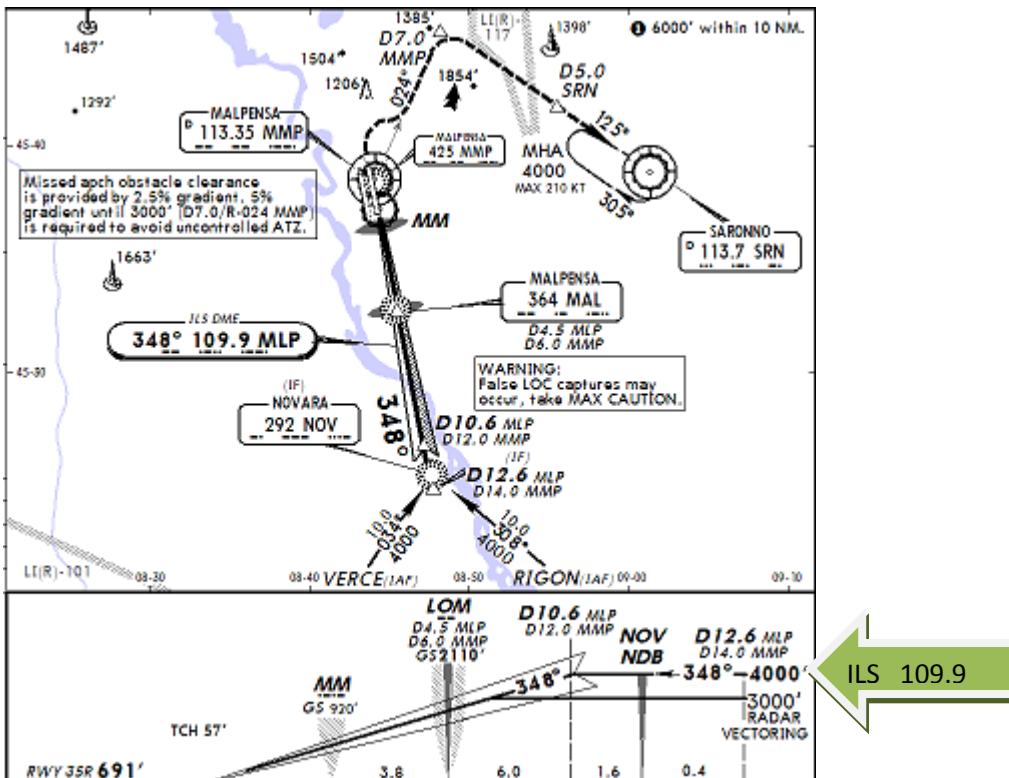 1385'
LI(R)-
117
1398'
1 6000' within 10 NM.
1487'
D7.0
MMP
1504'
1206'
1854'
024°
D5.0
SRN
1292'
MALPENSA
D 113.35 MMP
MALPENSA
425 MMP
125°
45-40
MHA
4000
MAX 210 KT
305°
Missed apch obstacle clearance
is provided by 2.5% gradient. 5%
gradient until 3000' (D7.0/R-024 MMP)
is required to avoid uncontrolled ATZ.
MM
SARONNO
D 113.7 SRN
1663'
MALPENSA
364 MAL
D4.5 MLP
D6.0 MMP
ILS DME
348° 109.9 MLP
WARNING:
False LOC captures may
occur, take MAX CAUTION.
45-30
(IF)
NOVARA
292 NOV
348°
D10.6 MLP
D12.0 MMP
(IF)
D12.6 MLP
D14.0 MMP
10.0
034°
4000
10.0
308°
4000
LI(R)-101
08-30
08-40
VERCE(IAF)
08-50
RIGON(IAF)
09-00
09-10
LOM
D4.5 MLP
D6.0 MMP
GS2110'
D10.6 MLP
D12.0 MMP
NOV
NDB
D12.6 MLP
D14.0 MMP
348°
348°
4000'
ILS 109.9
MM
GS 920'
3000'
RADAR
VECTORING
TCH 57'
RWY 35R 691'
3.8
6.0
1.6
0.4